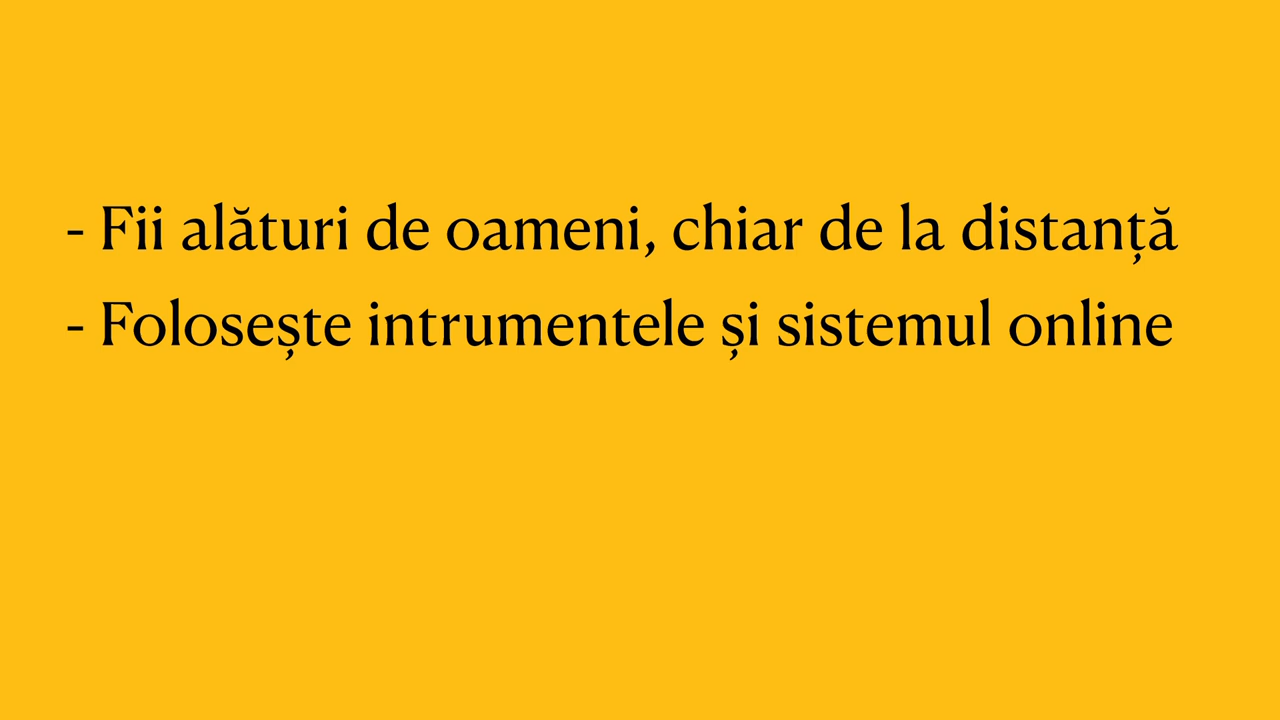 - Fii alături de oameni, chiar de la distanță
- Folosește intrumentele și sistemul online